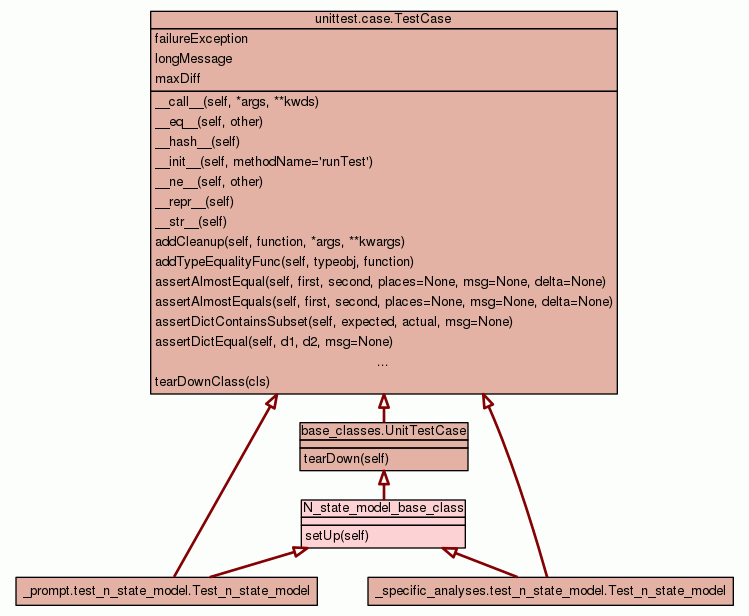 unittest.case.TestCase
failureException
longMessage
maxDiff
__call__(self, *args, **kwds)
__eq__(self, other)
__hash__(self)
__init__(self, methodName='runTest')
__ne__(self, other)
__repr__(self)
__str__(self)
addCleanup(self, function, *args, **kwargs)
addTypeEqualityFunc(self, typeobj, function)
assertAlmostEqual(self, first, second, places=None, msg=None, delta=None)
assertAlmostEquals(self, first, second, places=None, msg=None, delta=None)
assertDictContainsSubset(self, expected, actual, msg=None)
assertDictEqual(self, d1, d2, msg=None)
...
tearDownClass(cls)
base_classes.UnitTestCase
tearDown(self)
N_state_model_base_class
setUp(self)
_prompt.test_n_state_model.Test_n_state_model
_specific_analyses.test_n_state_model.Test_n_state_model